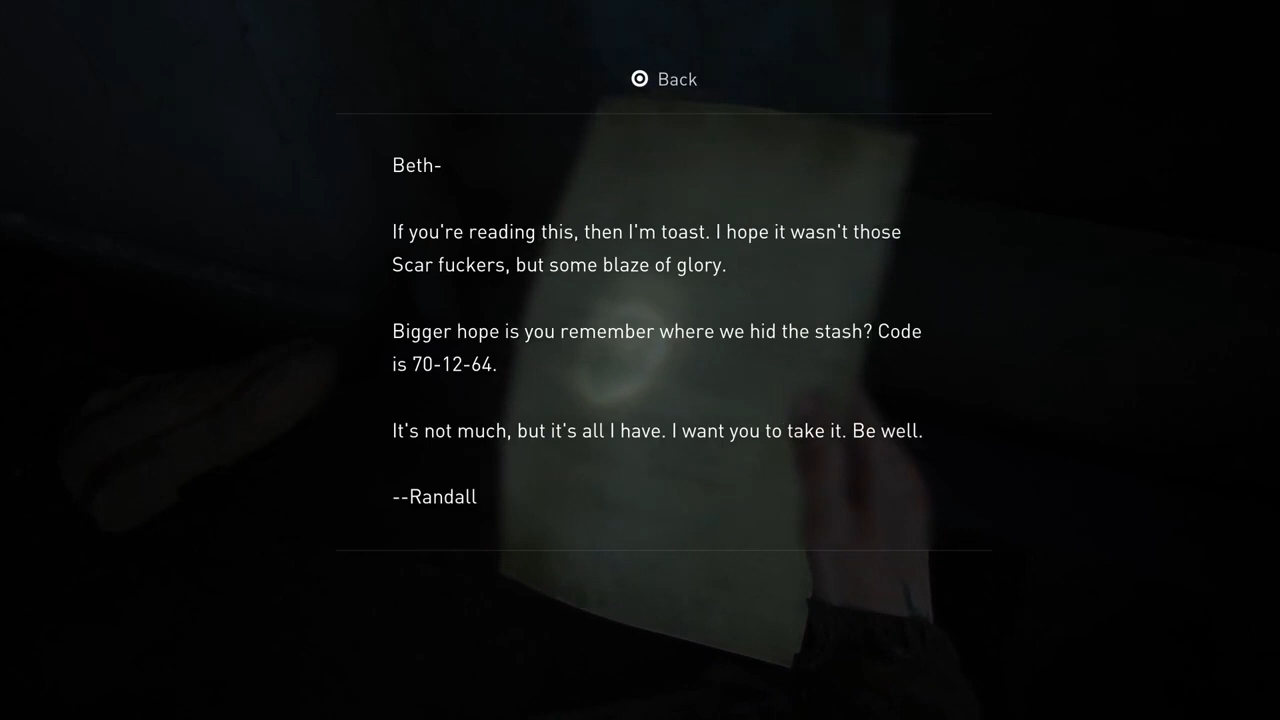 Back
Beth-
If you're reading this, then I'm toast. I hope it wasn't those
Scar fuckers, but some blaze of glory.
Bigger hope is you remember where we hid the stash? Code
is 70-12-64.
It's not much, but it's all I have. I want you to take it. Be well.
--Randall